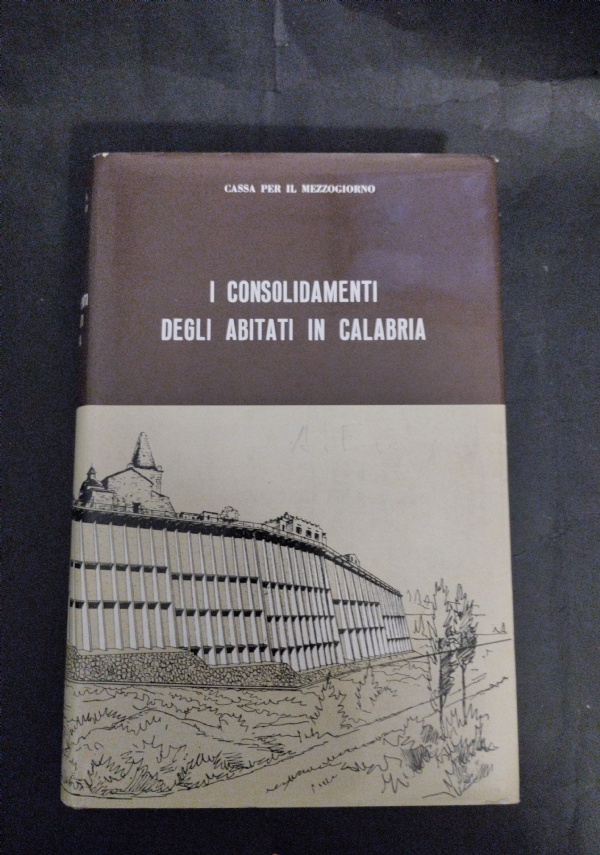 CASSA PER IL MEZZOGIORNO
I CONSOLIDAMENTI
DEGLI ABITATI IN CALABRIA